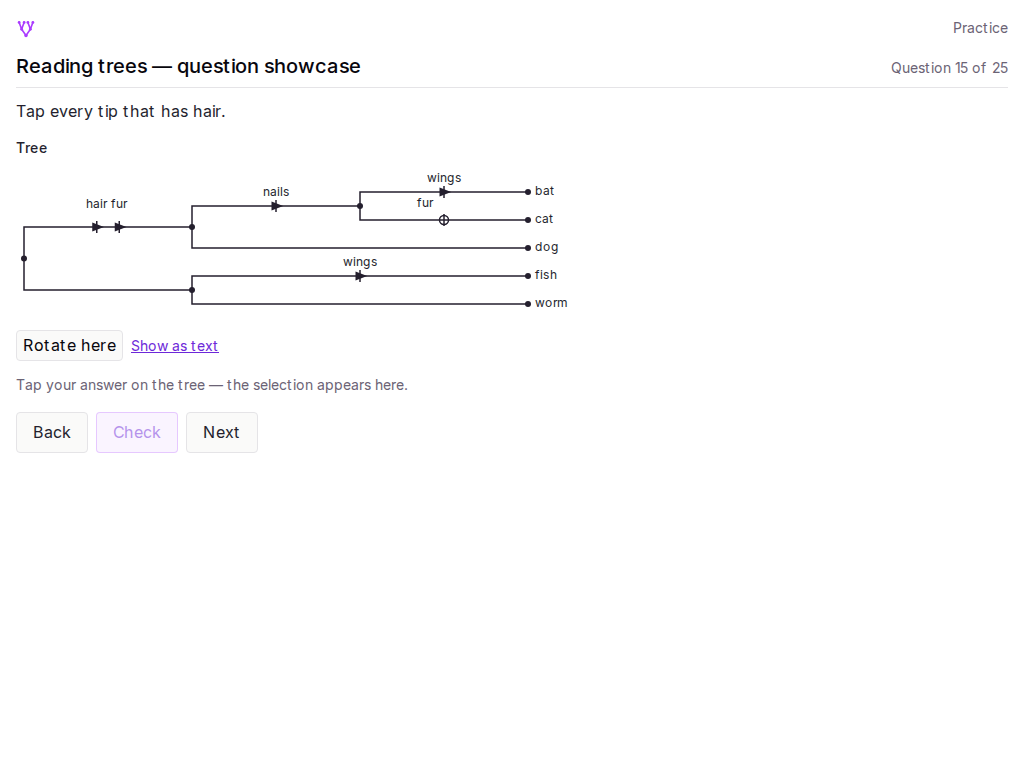 Practice
Reading trees — question showcase
Question 15 of 25
Tap every tip that has hair.
Tree
wings
bat
nails
hair fur
fur
cat
dog
wings
fish
worm
Rotate here Show as text
Tap your answer on the tree — the selection appears here.
Back Check Next